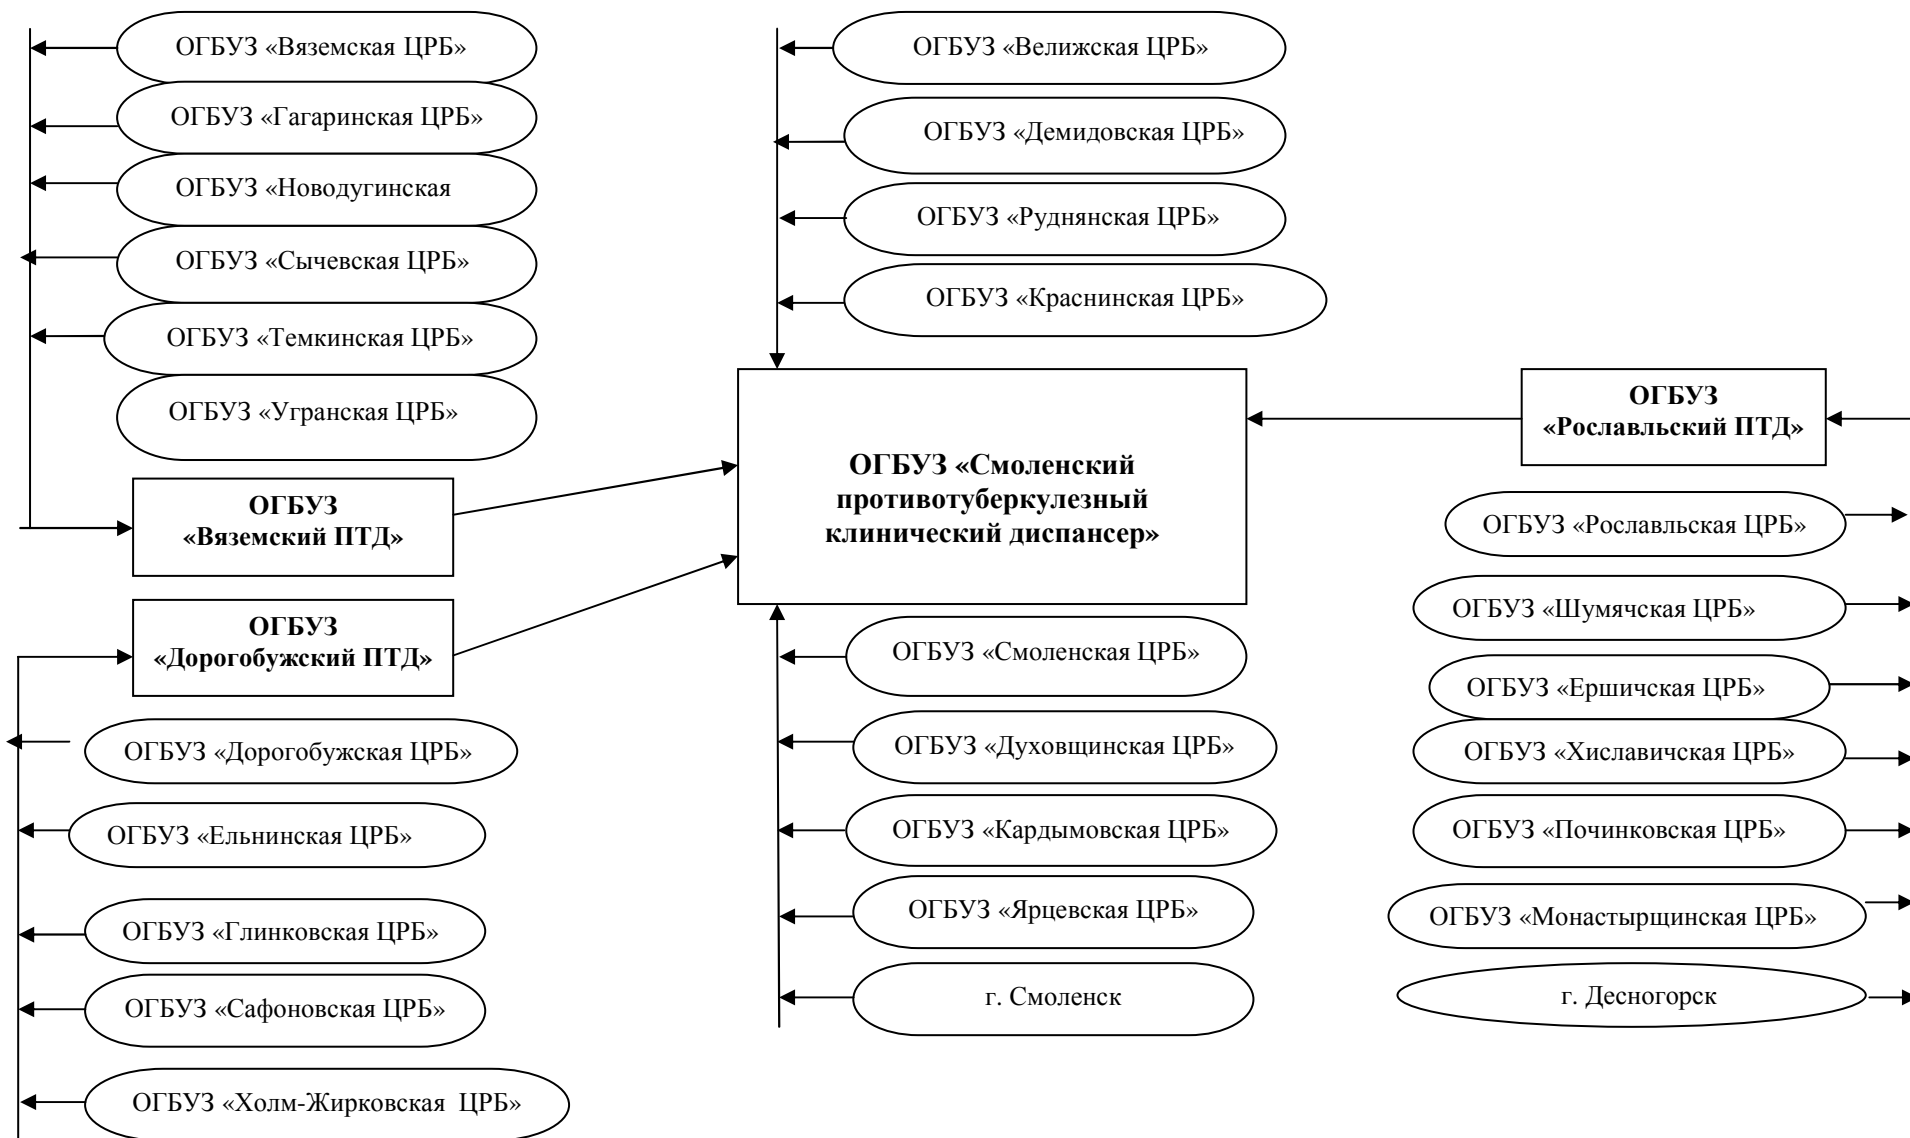 ОГБУЗ «Вяземская ЦРБ»
ОГБУЗ «Гагаринская ЦРБ»
ОГБУЗ «Новодугинская
ОГБУЗ «Сычевская ЦРБ»
ОГБУЗ «Темкинская ЦРБ»
ОГБУЗ «Угранская ЦРБ»
ОГБУЗ
«Вяземский ПТД»
ОГБУЗ
«Дорогобужский ПТД»
ОГБУЗ «Дорогобужская ЦРБ»
ОГБУЗ «Ельнинская ЦРБ»
ОГБУЗ «Глинковская ЦРБ»
ОГБУЗ «Сафоновская ЦРБ»
ОГБУЗ «Холм-Жирковская ЦРБ»
ОГБУЗ «Велижская ЦРБ»
ОГБУЗ «Демидовская ЦРБ»
ОГБУЗ «Руднянская ЦРБ»
ОГБУЗ «Краснинская ЦРБ»
ОГБУЗ «Смоленский
противотуберкулезный
клинический диспансер»
ОГБУЗ «Смоленская ЦРБ»
ОГБУЗ «Духовщинская ЦРБ»
ОГБУЗ «Кардымовская ЦРБ»
ОГБУЗ «Ярцевская ЦРБ»
г. Смоленск
ОГБУЗ
«Рославльский ПТД»
ОГБУЗ «Рославльская ЦРБ»
ОГБУЗ «Шумячская ЦРБ»
ОГБУЗ «Ершичская ЦРБ»
ОГБУЗ «Хиславичская ЦРБ»
ОГБУЗ «Починковская ЦРБ»
ОГБУЗ «Монастырщинская ЦРБ»
г. Десногорск